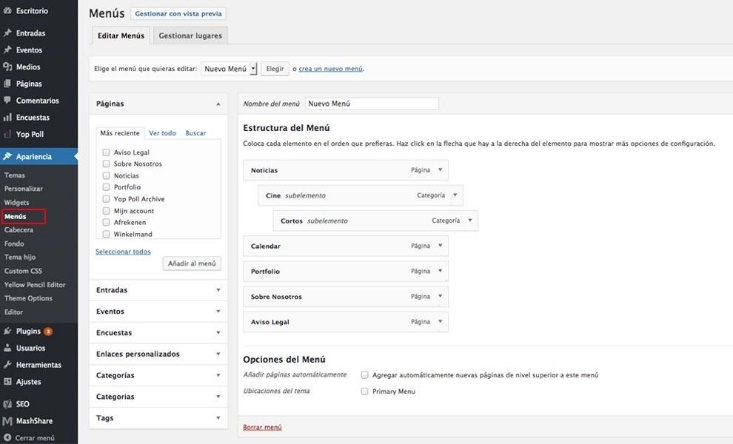 Escritorio
Entradas
Eventos
Medios
Páginas
Comentarios
Encuestas
Yop Poll
Apariencia
Temas
Personalizar
Widgets
Menús
Cabecera
Fondo
Tema hijo
Custom CSS
Yellow Pencil Editor
Theme Options
Editor
Plugins 3
Usuarios
Herramientas
Ajustes
SEO
MashShare
Cerrar menú
Menús Gestionar con vista previa
Editar Menús Gestionar lugares
Elige el menú que quieras editar: Nuevo Menú Elegir o crea un nuevo menú.
Páginas
Más reciente Ver todo Buscar
Aviso Legal
Sobre Nosotros
Noticias
Portfolio
Yop Poll Archive
Mijn account
Afrekenen
Winkelmand
Seleccionar todos
Añadir al menú
Entradas
Eventos
Encuestas
Enlaces personalizados
Categorías
Categorias
Tags
Nombre del menú Nuevo Menú
Estructura del Menú
Coloca cada elemento en el orden que prefieras. Haz click en la flecha que hay a la derecha del elemento para mostrar más opciones de configuración.
Noticias Página
Cine subelemento Categoría
Cortos subelemento Categoría
Calendar Página
Portfolio Página
Sobre Nosotros Página
Aviso Legal Página
Opciones del Menú
Añadir páginas automáticamente Agregar automáticamente nuevas páginas de nivel superior a este menú
Ubicaciones del tema Primary Menu
Borrar menú